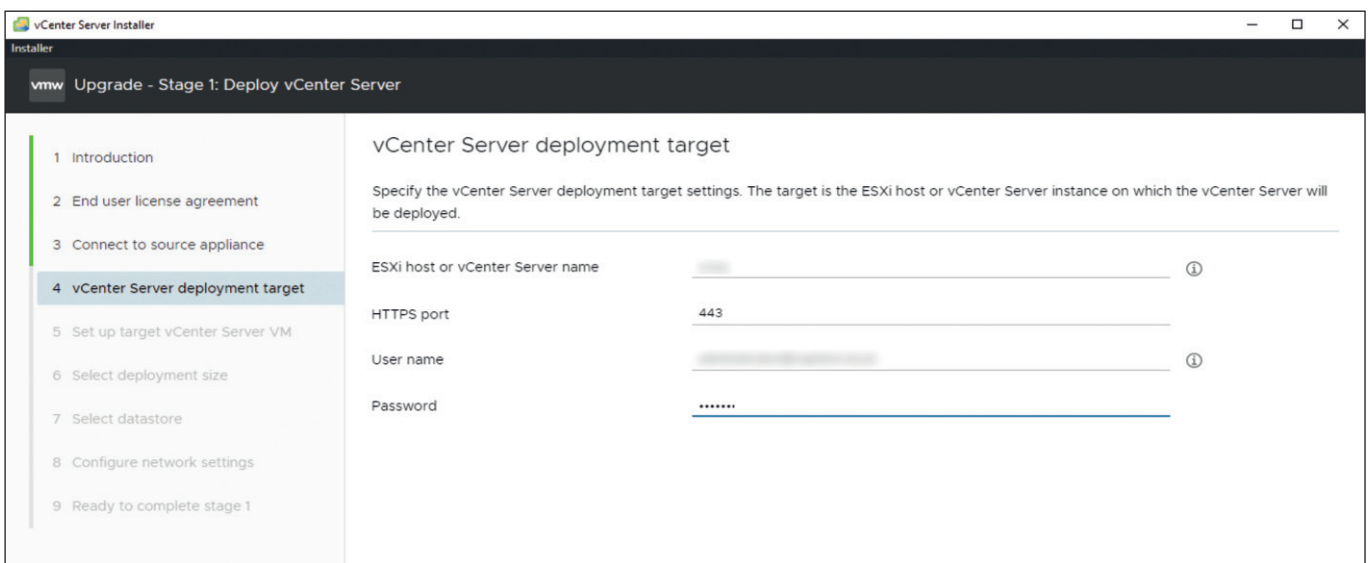 vCenter Server Installer
Installer
vmw Upgrade - Stage 1: Deploy vCenter Server
1 Introduction
2 End user license agreement
3 Connect to source appliance
4 vCenter Server deployment target
5 Set up target vCenter Server VM
6 Select deployment size
7 Select datastore
8 Configure network settings
9 Ready to complete stage 1
vCenter Server deployment target
Specify the vCenter Server deployment target settings. The target is the ESXi host or vCenter Server instance on which the vCenter Server will
be deployed.
ESXi host or vCenter Server name
HTTPS port 443
User name
Password •••••••